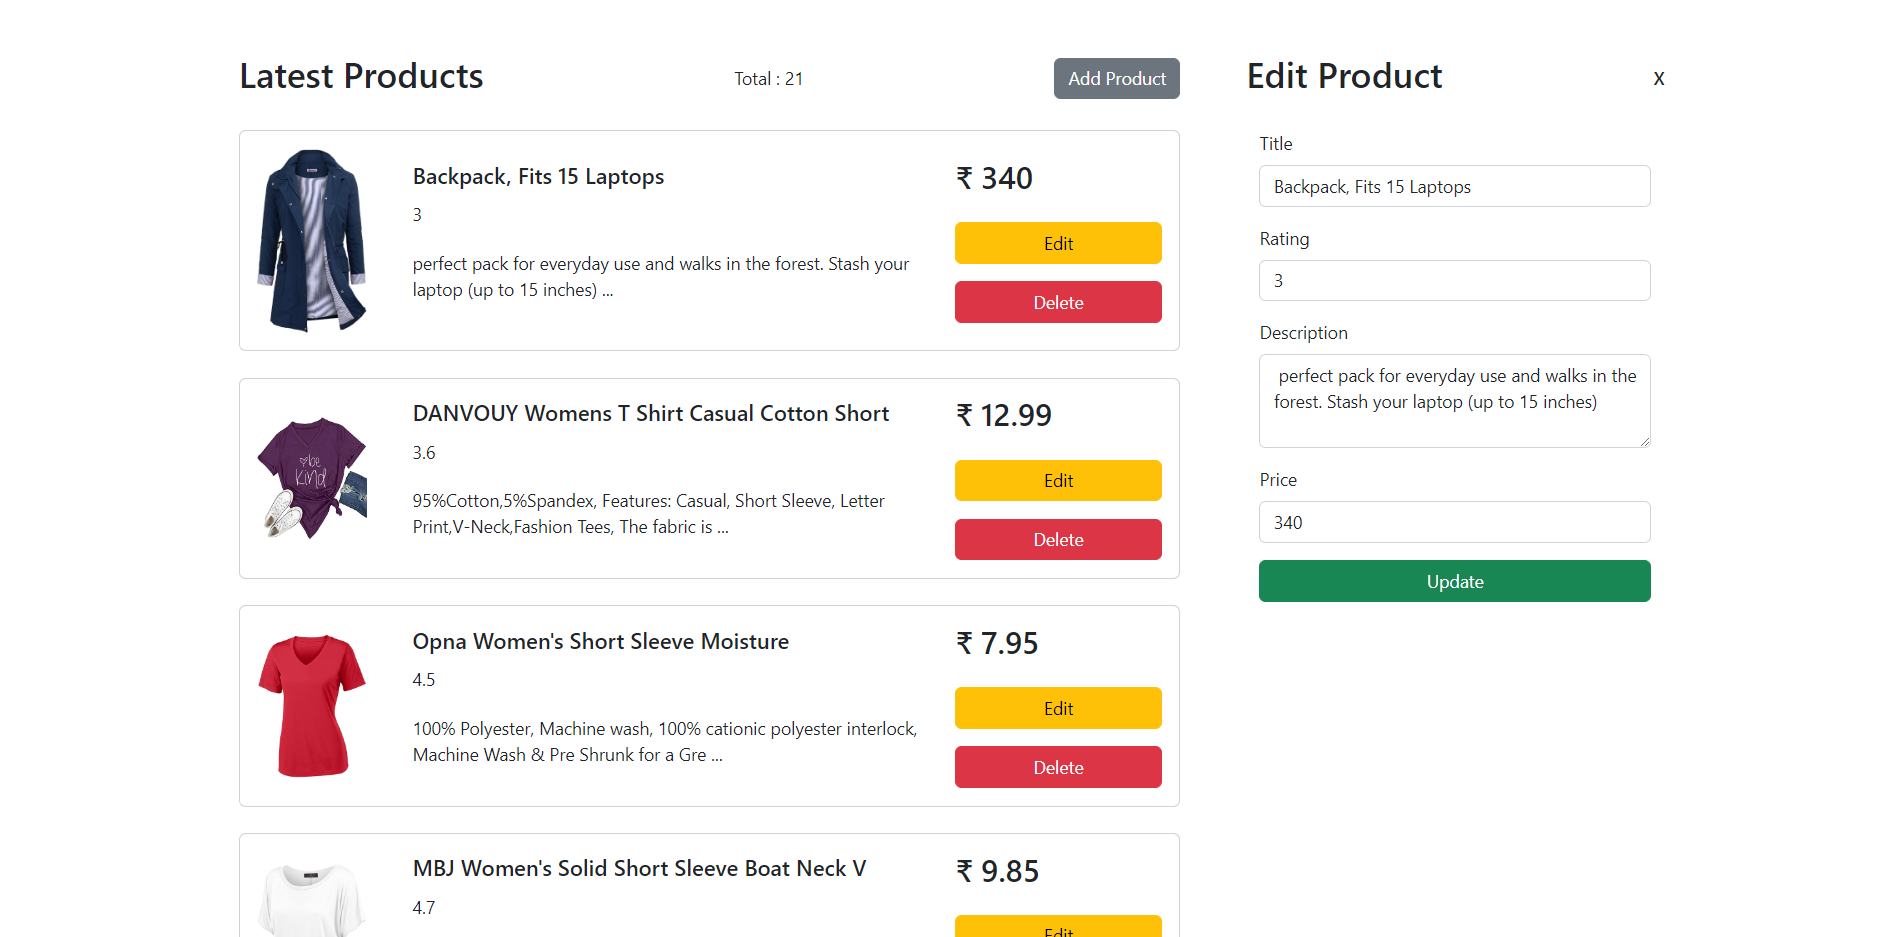 Latest Products
Total : 21
Add Product
Backpack, Fits 15 Laptops
3
perfect pack for everyday use and walks in the forest. Stash your
laptop (up to 15 inches) ...
₹ 340
Edit
Delete
DANVOUY Womens T Shirt Casual Cotton Short
3.6
95%Cotton,5%Spandex, Features: Casual, Short Sleeve, Letter
Print,V-Neck,Fashion Tees, The fabric is ...
be
kind
₹ 12.99
Edit
Delete
Opna Women's Short Sleeve Moisture
4.5
100% Polyester, Machine wash, 100% cationic polyester interlock,
Machine Wash & Pre Shrunk for a Gre ...
₹ 7.95
Edit
Delete
MBJ Women's Solid Short Sleeve Boat Neck V
4.7
₹ 9.85
Edit
Edit Product
X
Title
Backpack, Fits 15 Laptops
Rating
3
Description
perfect pack for everyday use and walks in the
forest. Stash your laptop (up to 15 inches)
Price
340
Update